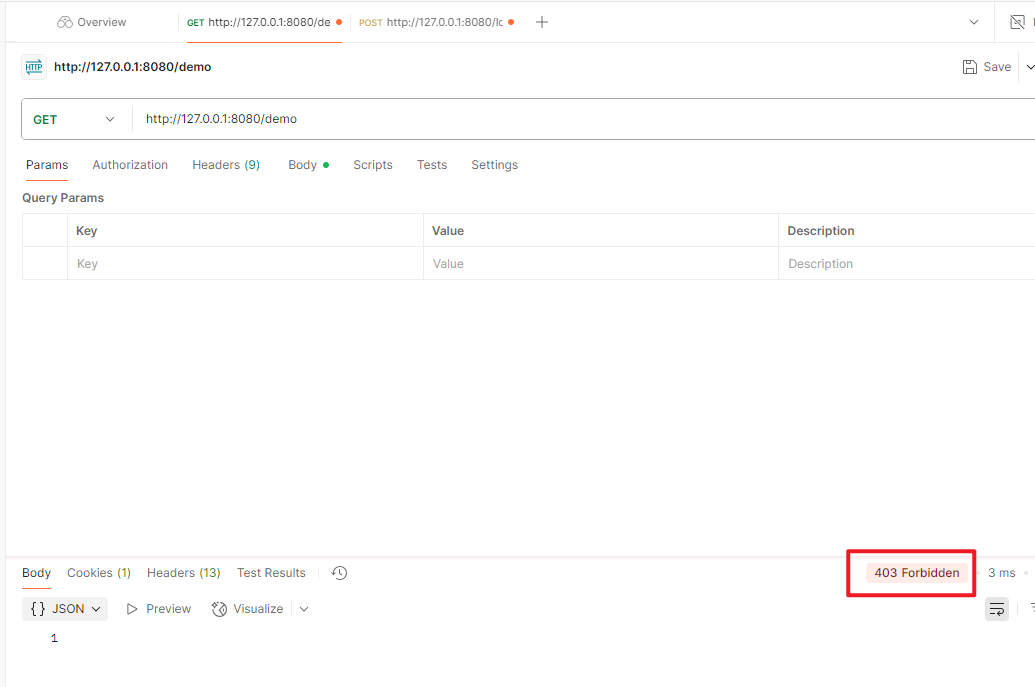 Overview GET http://127.0.0.1:8080/de POST http://127.0.0.1:8080/lc
HTTP http://127.0.0.1:8080/demo Save
GET http://127.0.0.1:8080/demo
Params Authorization Headers (9) Body Scripts Tests Settings
Query Params
Key Value Description
Key Value Description
Body Cookies (1) Headers (13) Test Results 403 Forbidden 3 ms
{} JSON Preview Visualize
1